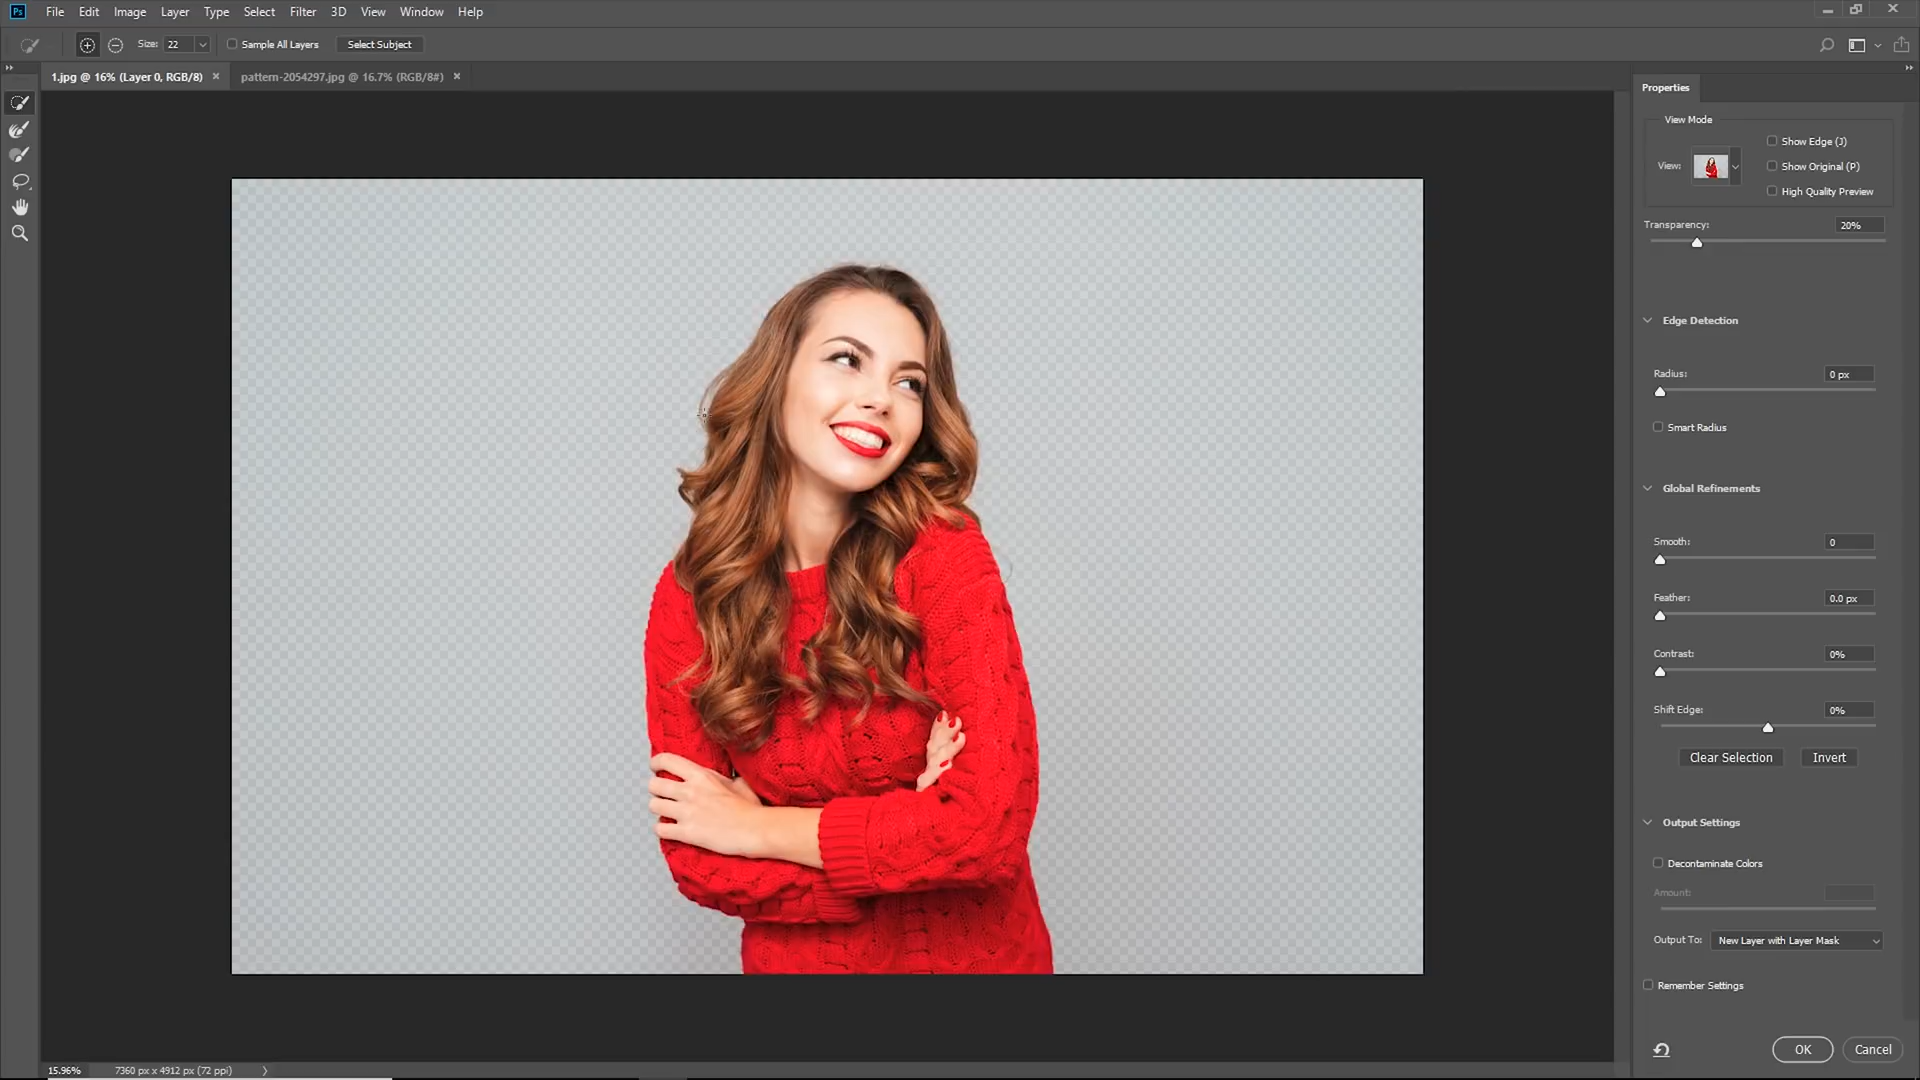 Ps File Edit Image Layer Type Select Filter 3D View Window Help
Size: 22 Sample All Layers Select Subject
1.jpg @ 16% (Layer 0, RGB/8) × pattern-2054297.jpg @ 16.7% (RGB/8#) ×
Properties
View Mode
Show Edge (J)
View: Show Original (P)
High Quality Preview
Transparency: 20%
Edge Detection
Radius: 0 px
Smart Radius
Global Refinements
Smooth: 0
Feather: 0.0 px
Contrast: 0%
Shift Edge: 0%
Clear Selection Invert
Output Settings
Decontaminate Colors
Amount:
Output To: New Layer with Layer Mask
Remember Settings
OK Cancel
15.96% 7360 px x 4912 px (72 ppi)